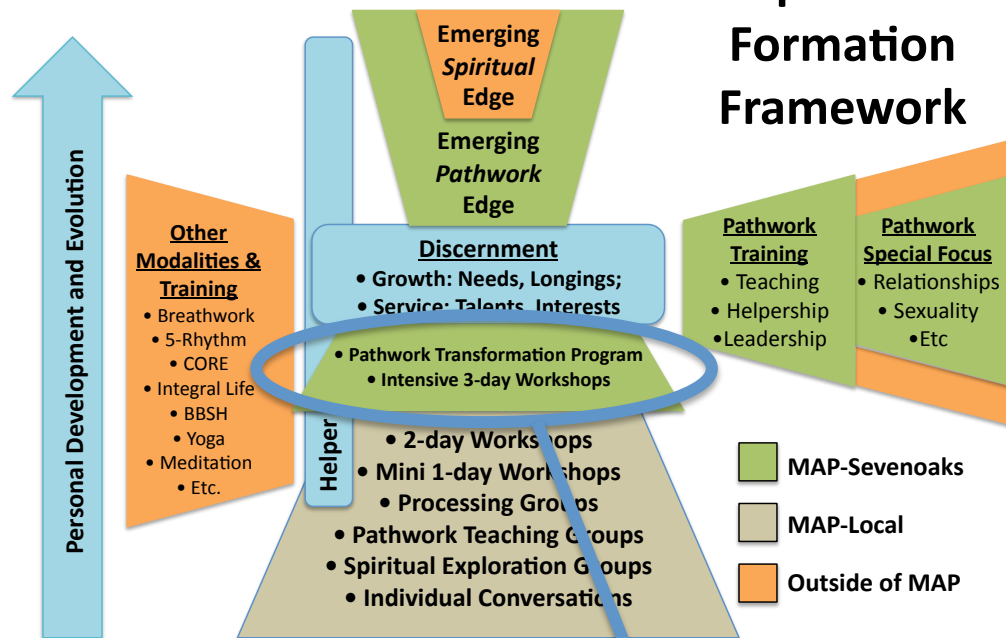 Formation
Framework
Personal Development and Evolution
Other
Modalities &
Training
• Breathwork
• 5-Rhythm
• CORE
• Integral Life
• BBSH
• Yoga
• Meditation
• Etc.
Helper
Emerging
Spiritual
Edge
Emerging
Pathwork
Edge
Discernment
• Growth: Needs, Longings;
• Service: Talents, Interests
• Pathwork Transformation Program
• Intensive 3-day Workshops
• 2-day Workshops
• Mini 1-day Workshops
• Processing Groups
• Pathwork Teaching Groups
• Spiritual Exploration Groups
• Individual Conversations
Pathwork
Training
• Teaching
• Helpership
•Leadership
Pathwork
Special Focus
• Relationships
• Sexuality
•Etc
MAP-Sevenoaks
MAP-Local
Outside of MAP